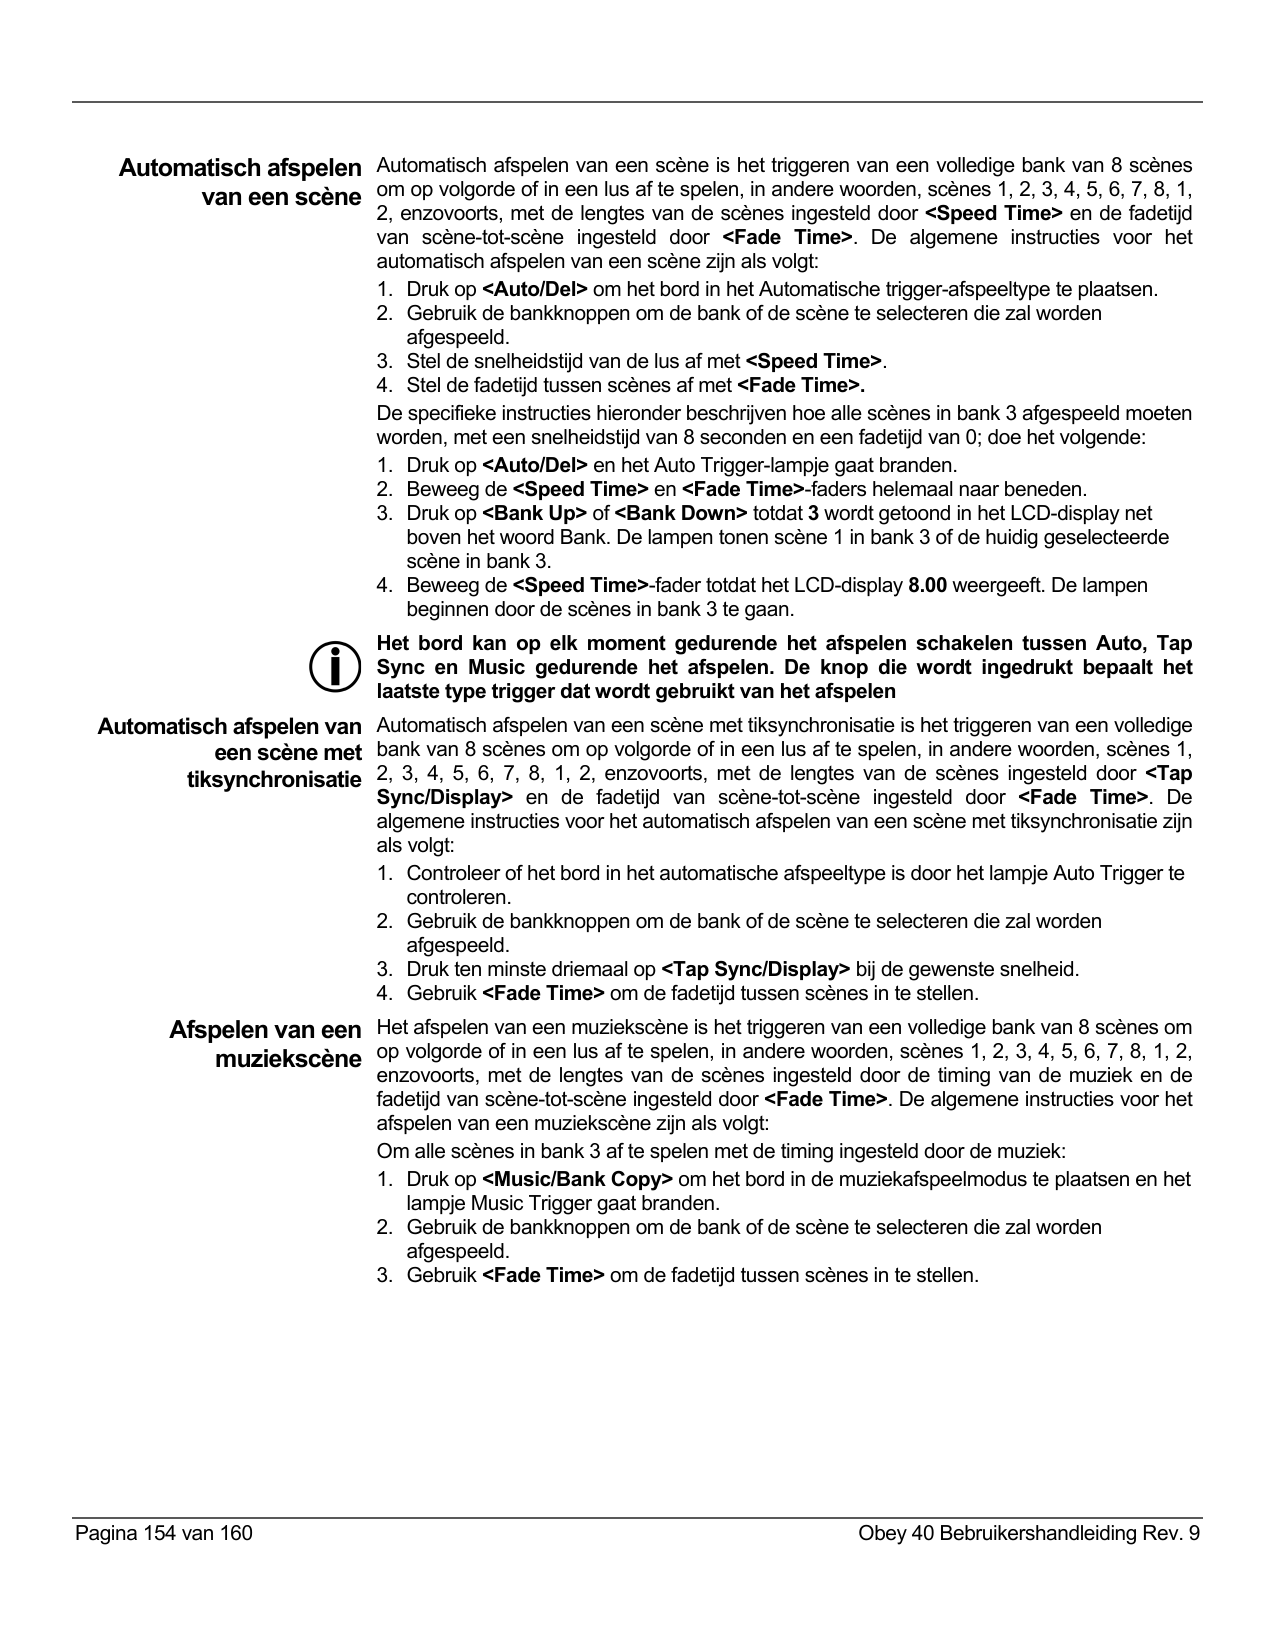 Automatisch afspelen
van een scène
Automatisch afspelen van een scène is het triggeren van een volledige bank van 8 scènes
om op volgorde of in een lus af te spelen, in andere woorden, scènes 1, 2, 3, 4, 5, 6, 7, 8, 1,
2, enzovoorts, met de lengtes van de scènes ingesteld door <Speed Time> en de fadetijd
van scène-tot-scène ingesteld door <Fade Time>. De algemene instructies voor het
automatisch afspelen van een scène zijn als volgt:
1. Druk op <Auto/Del> om het bord in het Automatische trigger-afspeeltype te plaatsen.
2. Gebruik de bankknoppen om de bank of de scène te selecteren die zal worden
afgespeeld.
3. Stel de snelheidstijd van de lus af met <Speed Time>.
4. Stel de fadetijd tussen scènes af met <Fade Time>.
De specifieke instructies hieronder beschrijven hoe alle scènes in bank 3 afgespeeld moeten
worden, met een snelheidstijd van 8 seconden en een fadetijd van 0; doe het volgende:
1. Druk op <Auto/Del> en het Auto Trigger-lampje gaat branden.
2. Beweeg de <Speed Time> en <Fade Time>-faders helemaal naar beneden.
3. Druk op <Bank Up> of <Bank Down> totdat 3 wordt getoond in het LCD-display net
boven het woord Bank. De lampen tonen scène 1 in bank 3 of de huidig geselecteerde
scène in bank 3.
4. Beweeg de <Speed Time>-fader totdat het LCD-display 8.00 weergeeft. De lampen
beginnen door de scènes in bank 3 te gaan.
Het bord kan op elk moment gedurende het afspelen schakelen tussen Auto, Tap
Sync en Music gedurende het afspelen. De knop die wordt ingedrukt bepaalt het
laatste type trigger dat wordt gebruikt van het afspelen
Automatisch afspelen van
een scène met
tiksynchronisatie
Automatisch afspelen van een scène met tiksynchronisatie is het triggeren van een volledige
bank van 8 scènes om op volgorde of in een lus af te spelen, in andere woorden, scènes 1,
2, 3, 4, 5, 6, 7, 8, 1, 2, enzovoorts, met de lengtes van de scènes ingesteld door <Tap
Sync/Display> en de fadetijd van scène-tot-scène ingesteld door <Fade Time>. De
algemene instructies voor het automatisch afspelen van een scène met tiksynchronisatie zijn
als volgt:
1. Controleer of het bord in het automatische afspeeltype is door het lampje Auto Trigger te
controleren.
2. Gebruik de bankknoppen om de bank of de scène te selecteren die zal worden
afgespeeld.
3. Druk ten minste driemaal op <Tap Sync/Display> bij de gewenste snelheid.
4. Gebruik <Fade Time> om de fadetijd tussen scènes in te stellen.
Afspelen van een
muziekscène
Het afspelen van een muziekscène is het triggeren van een volledige bank van 8 scènes om
op volgorde of in een lus af te spelen, in andere woorden, scènes 1, 2, 3, 4, 5, 6, 7, 8, 1, 2,
enzovoorts, met de lengtes van de scènes ingesteld door de timing van de muziek en de
fadetijd van scène-tot-scène ingesteld door <Fade Time>. De algemene instructies voor het
afspelen van een muziekscène zijn als volgt:
Om alle scènes in bank 3 af te spelen met de timing ingesteld door de muziek:
1. Druk op <Music/Bank Copy> om het bord in de muziekafspeelmodus te plaatsen en het
lampje Music Trigger gaat branden.
2. Gebruik de bankknoppen om de bank of de scène te selecteren die zal worden
afgespeeld.
3. Gebruik <Fade Time> om de fadetijd tussen scènes in te stellen.
Pagina 154 van 160
Obey 40 Bebruikershandleiding Rev. 9